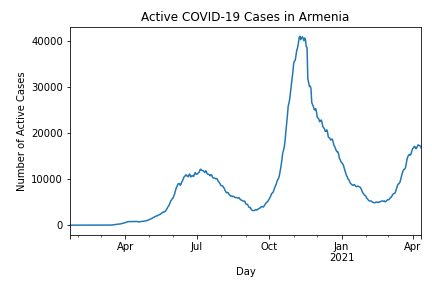 Active COVID-19 Cases in Armenia
40000
30000
20000
10000
0
Number of Active Cases
Apr
Jul
Oct
Jan
2021
Apr
Day